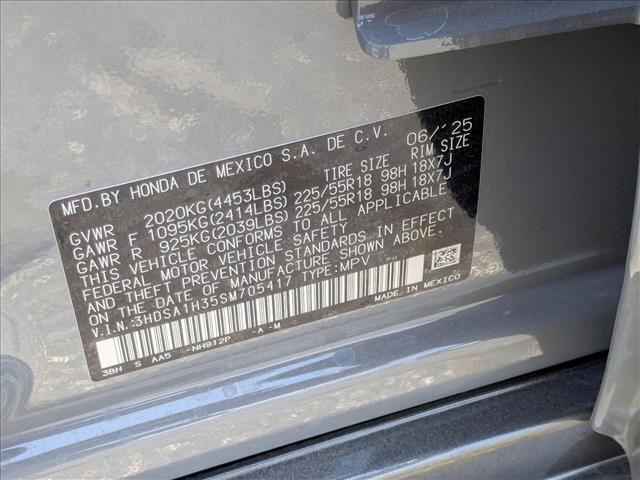 MFD.BY HONDA DE MEXICO S.A. DE C.V. 06/'25
TIRE SIZE RIM SIZE
GVWR 2020KG(4453LBS)
GAWR F 1095KG(2414LBS) 225/55R18 98H 18X7J
GAWR R 925KG(2039LBS) 225/55R18 98H 18X7J
THIS VEHICLE CONFORMS TO ALL APPLICABLE
FEDERAL MOTOR VEHICLE SAFETY, BUMPER,
AND THEFT PREVENTION STANDARDS IN EFFECT
ON THE DATE OF MANUFACTURE SHOWN ABOVE.
V.I.N.:3HDSA1H35SM705417 TYPE:MPV
MADE IN MEXICO
3BH S AA5 -NH912P -A-M